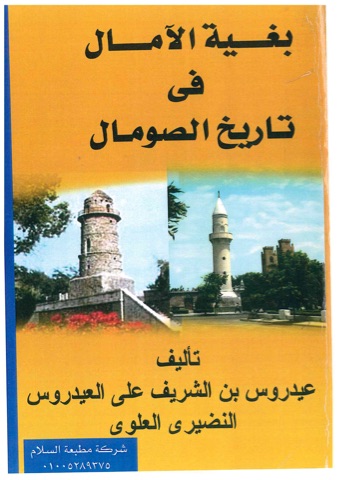 بغية الآمال
فى
تاريخ الصومال
تأليف
عيدروس بن الشريف على العيدروس
النضيرى العلوى
شركة مطبعة السلام
٠١٠٠٥٢٨٩٣٧٥